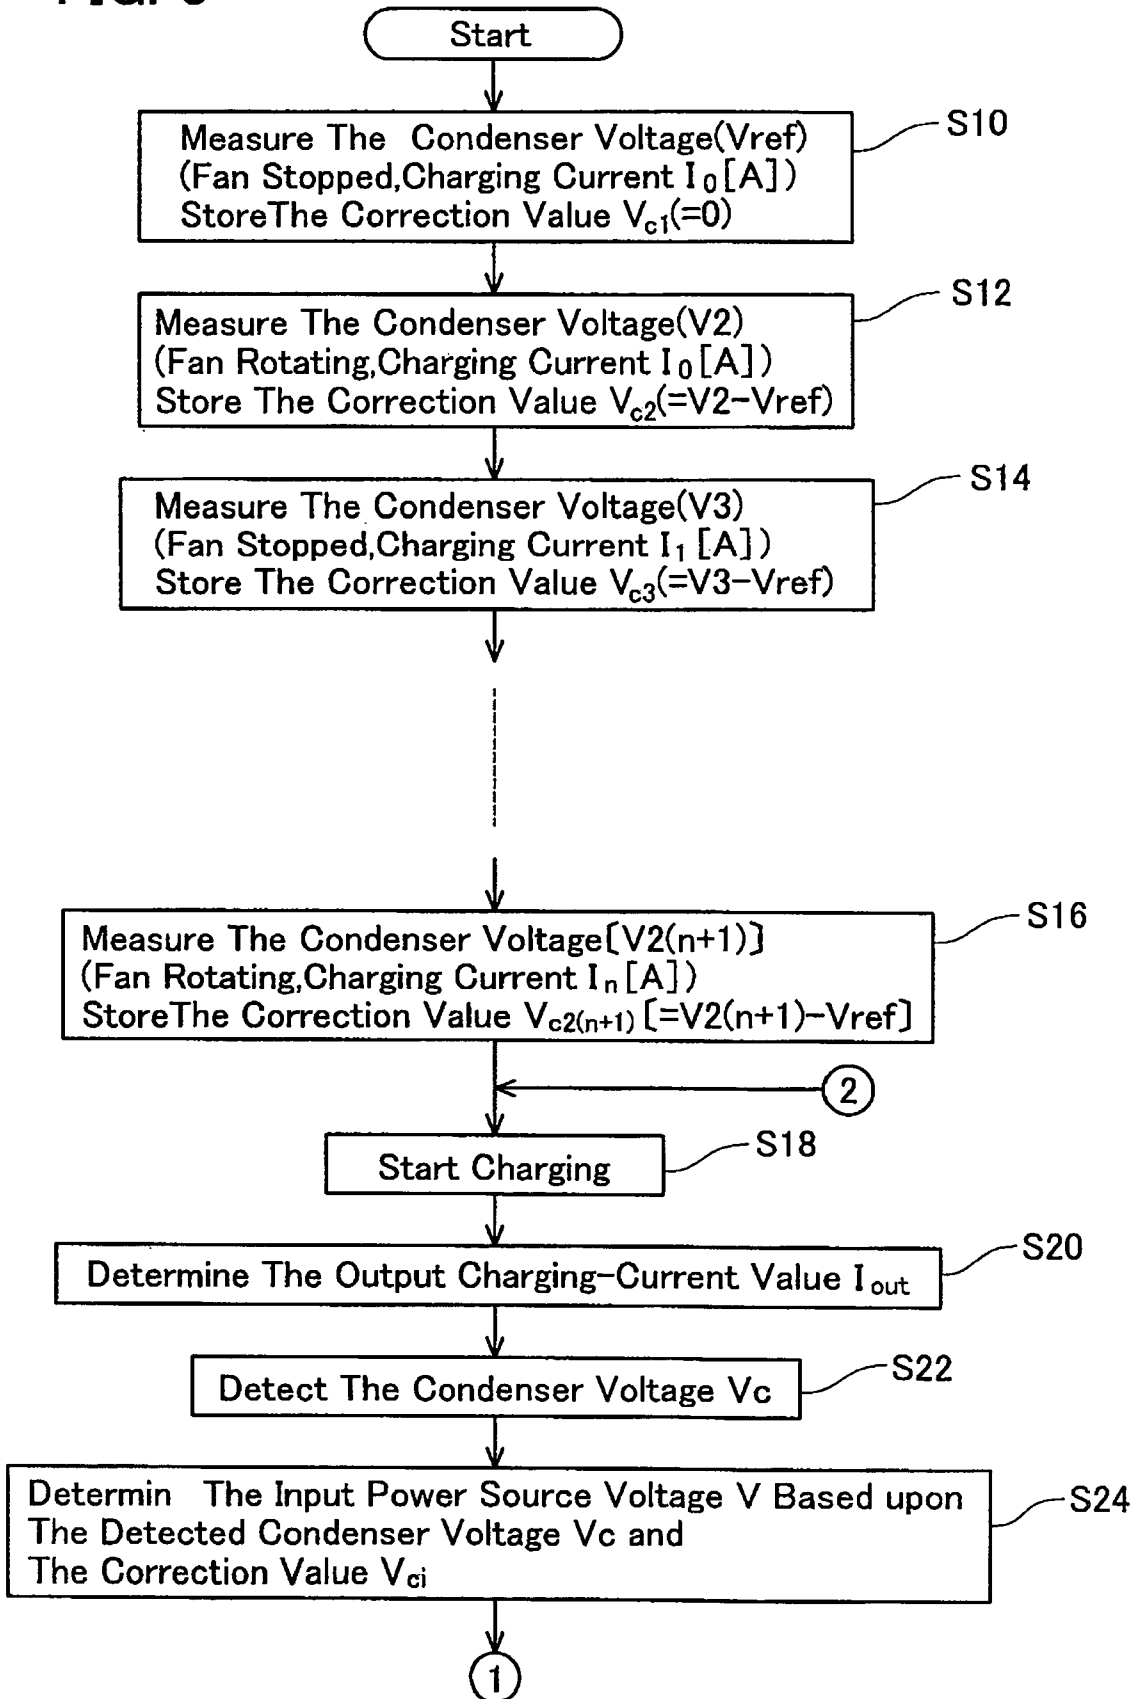 Start
Measure The Condenser Voltage(Vref)
(Fan Stopped,Charging Current I₀[A])
StoreThe Correction Value Vc1(=0)
S10
Measure The Condenser Voltage(V2)
(Fan Rotating,Charging Current I₀[A])
Store The Correction Value Vc2(=V2-Vref)
S12
Measure The Condenser Voltage(V3)
(Fan Stopped,Charging Current I₁[A])
Store The Correction Value Vc3(=V3-Vref)
S14
Measure The Condenser Voltage[V2(n+1)]
(Fan Rotating,Charging Current In[A])
StoreThe Correction Value Vc2(n+1)[=V2(n+1)-Vref]
S16
2
Start Charging
S18
Determine The Output Charging-Current Value Iout
S20
Detect The Condenser Voltage Vc
S22
Determin The Input Power Source Voltage V Based upon
The Detected Condenser Voltage Vc and
The Correction Value Vci
S24
1